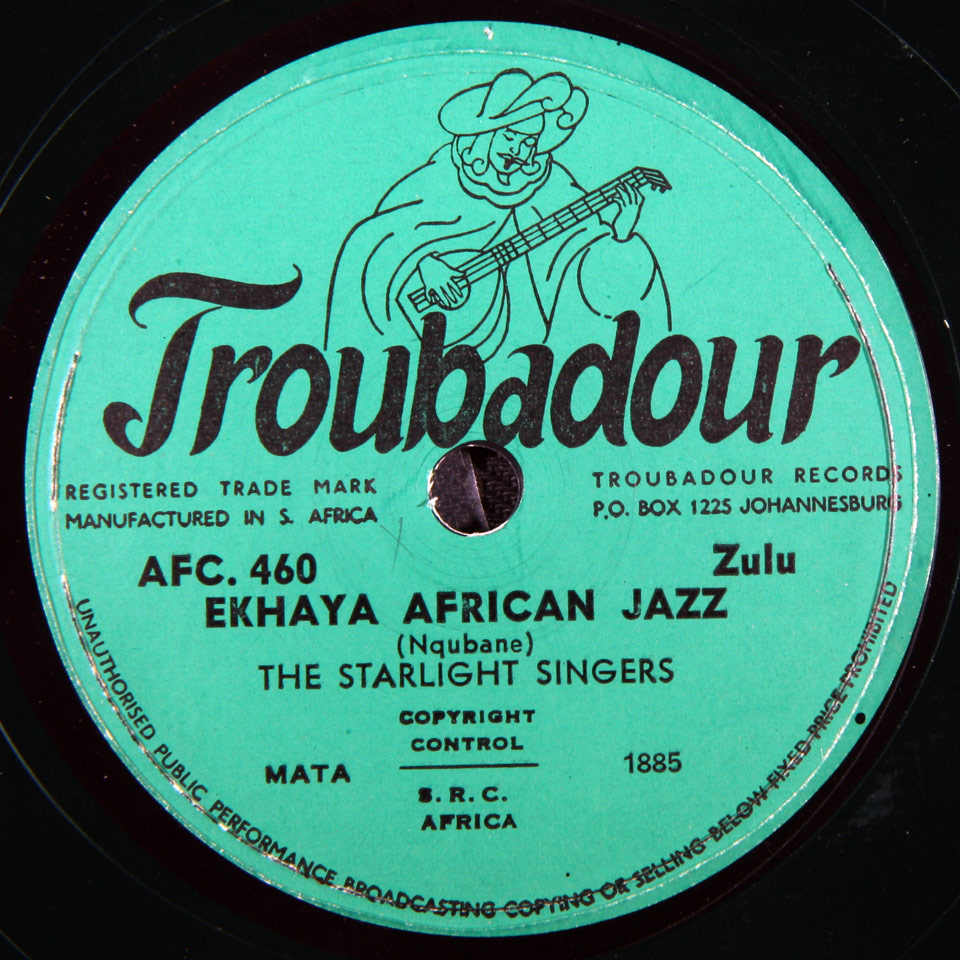 Troubadour
REGISTERED TRADE MARK
MANUFACTURED IN S. AFRICA
TROUBADOUR RECORDS
P.O. BOX 1225 JOHANNESBURG
AFC. 460
Zulu
EKHAYA AFRICAN JAZZ
(Nqubane)
THE STARLIGHT SINGERS
COPYRIGHT
CONTROL
MATA
1885
S. R. C.
AFRICA
UNAUTHORISED PUBLIC PERFORMANCE BROADCASTING COPYING OR SELLING BELOW FIXED PRICE PROHIBITED